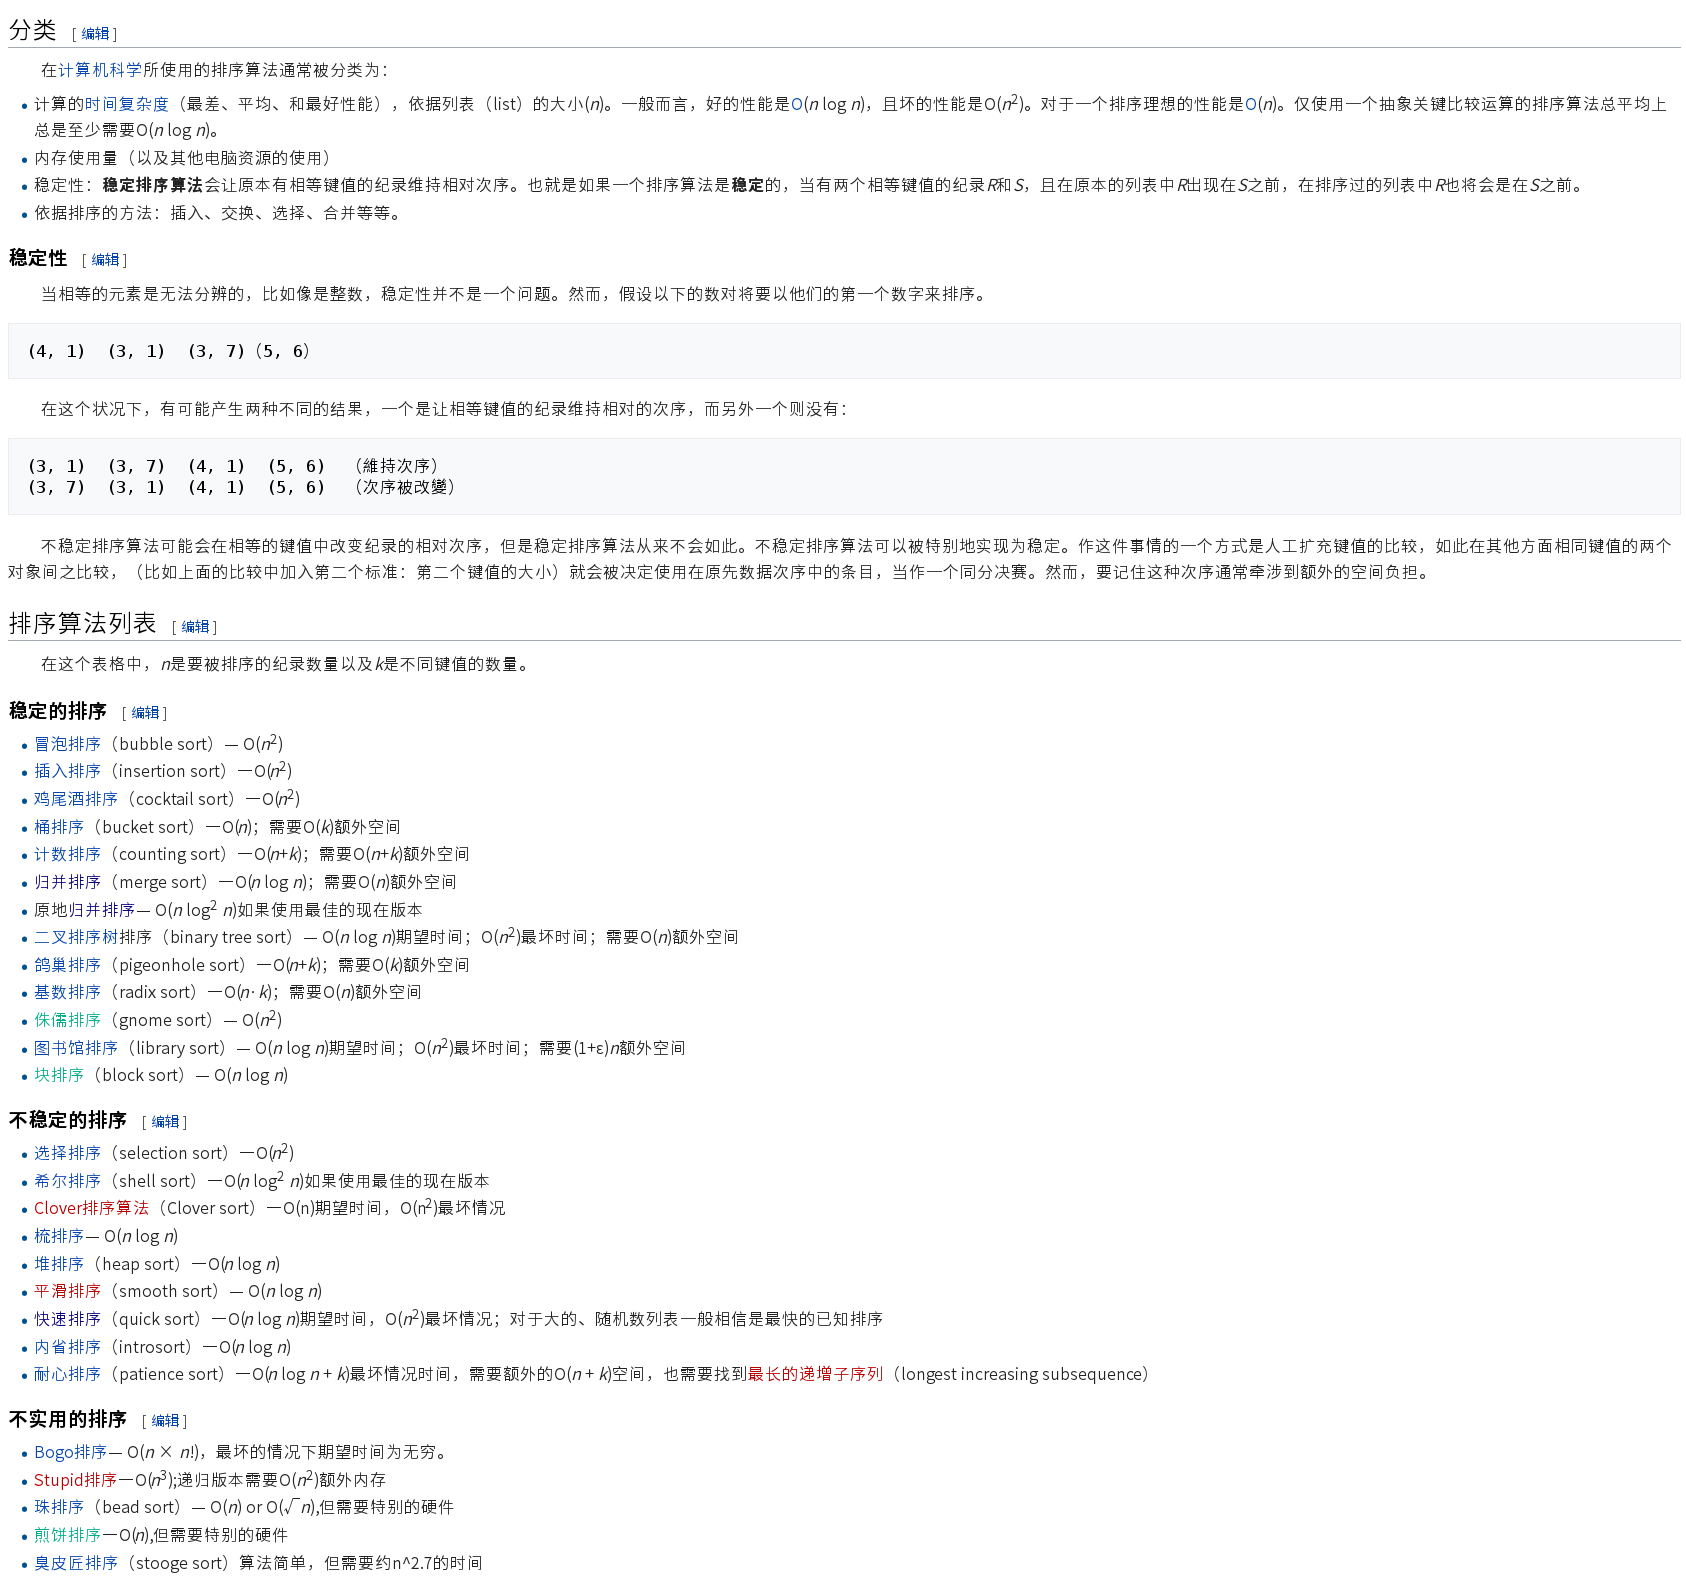 分类 [ 编辑 ]
在计算机科学所使用的排序算法通常被分类为：
• 计算的时间复杂度（最差、平均、和最好性能），依据列表（list）的大小(n)。一般而言，好的性能是O(n log n)，且坏的性能是O(n²)。对于一个排序理想的性能是O(n)。仅使用一个抽象关键比较运算的排序算法总平均上
总是至少需要O(n log n)。
• 内存使用量（以及其他电脑资源的使用）
• 稳定性：稳定排序算法会让原本有相等键值的纪录维持相对次序。也就是如果一个排序算法是稳定的，当有两个相等键值的纪录R和S，且在原本的列表中R出现在S之前，在排序过的列表中R也将会是在S之前。
• 依据排序的方法：插入、交换、选择、合并等等。
稳定性 [ 编辑 ]
当相等的元素是无法分辨的，比如像是整数，稳定性并不是一个问题。然而，假设以下的数对将要以他们的第一个数字来排序。
(4, 1)  (3, 1)  (3, 7)（5, 6）
在这个状况下，有可能产生两种不同的结果，一个是让相等键值的纪录维持相对的次序，而另外一个则没有：
(3, 1)  (3, 7)  (4, 1)  (5, 6)  （維持次序）
(3, 7)  (3, 1)  (4, 1)  (5, 6)  （次序被改變）
不稳定排序算法可能会在相等的键值中改变纪录的相对次序，但是稳定排序算法从来不会如此。不稳定排序算法可以被特别地实现为稳定。作这件事情的一个方式是人工扩充键值的比较，如此在其他方面相同键值的两个
对象间之比较，（比如上面的比较中加入第二个标准：第二个键值的大小）就会被决定使用在原先数据次序中的条目，当作一个同分决赛。然而，要记住这种次序通常牵涉到额外的空间负担。
排序算法列表 [ 编辑 ]
在这个表格中，n是要被排序的纪录数量以及k是不同键值的数量。
稳定的排序 [ 编辑 ]
• 冒泡排序（bubble sort）— O(n²)
• 插入排序（insertion sort）—O(n²)
• 鸡尾酒排序（cocktail sort）—O(n²)
• 桶排序（bucket sort）—O(n)；需要O(k)额外空间
• 计数排序（counting sort）—O(n+k)；需要O(n+k)额外空间
• 归并排序（merge sort）—O(n log n)；需要O(n)额外空间
• 原地归并排序— O(n log² n)如果使用最佳的现在版本
• 二叉排序树排序（binary tree sort）— O(n log n)期望时间；O(n²)最坏时间；需要O(n)额外空间
• 鸽巢排序（pigeonhole sort）—O(n+k)；需要O(k)额外空间
• 基数排序（radix sort）—O(n·k)；需要O(n)额外空间
• 侏儒排序（gnome sort）— O(n²)
• 图书馆排序（library sort）— O(n log n)期望时间；O(n²)最坏时间；需要(1+ε)n额外空间
• 块排序（block sort）— O(n log n)
不稳定的排序 [ 编辑 ]
• 选择排序（selection sort）—O(n²)
• 希尔排序（shell sort）—O(n log² n)如果使用最佳的现在版本
• Clover排序算法（Clover sort）—O(n)期望时间，O(n²)最坏情况
• 梳排序— O(n log n)
• 堆排序（heap sort）—O(n log n)
• 平滑排序（smooth sort）— O(n log n)
• 快速排序（quick sort）—O(n log n)期望时间，O(n²)最坏情况；对于大的、随机数列表一般相信是最快的已知排序
• 内省排序（introsort）—O(n log n)
• 耐心排序（patience sort）—O(n log n + k)最坏情况时间，需要额外的O(n + k)空间，也需要找到最长的递增子序列（longest increasing subsequence）
不实用的排序 [ 编辑 ]
• Bogo排序— O(n × n!)，最坏的情况下期望时间为无穷。
• Stupid排序—O(n³);递归版本需要O(n²)额外内存
• 珠排序（bead sort）— O(n) or O(√n),但需要特别的硬件
• 煎饼排序—O(n),但需要特别的硬件
• 臭皮匠排序（stooge sort）算法简单，但需要约n^2.7的时间